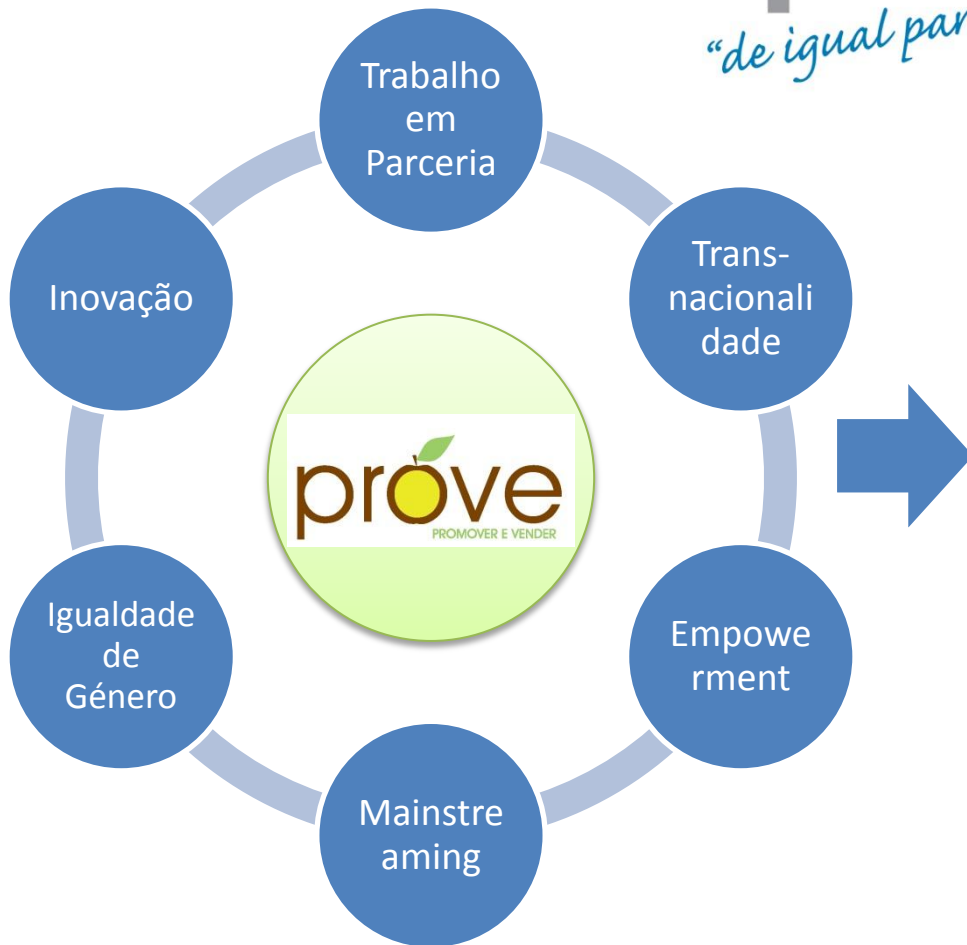 “de igual par
Trabalho
em
Parceria
Trans-
nacionali
dade
Empowe
rment
Mainstre
aming
Igualdade
de
Género
Inovação
prove
PROMOVER E VENDER